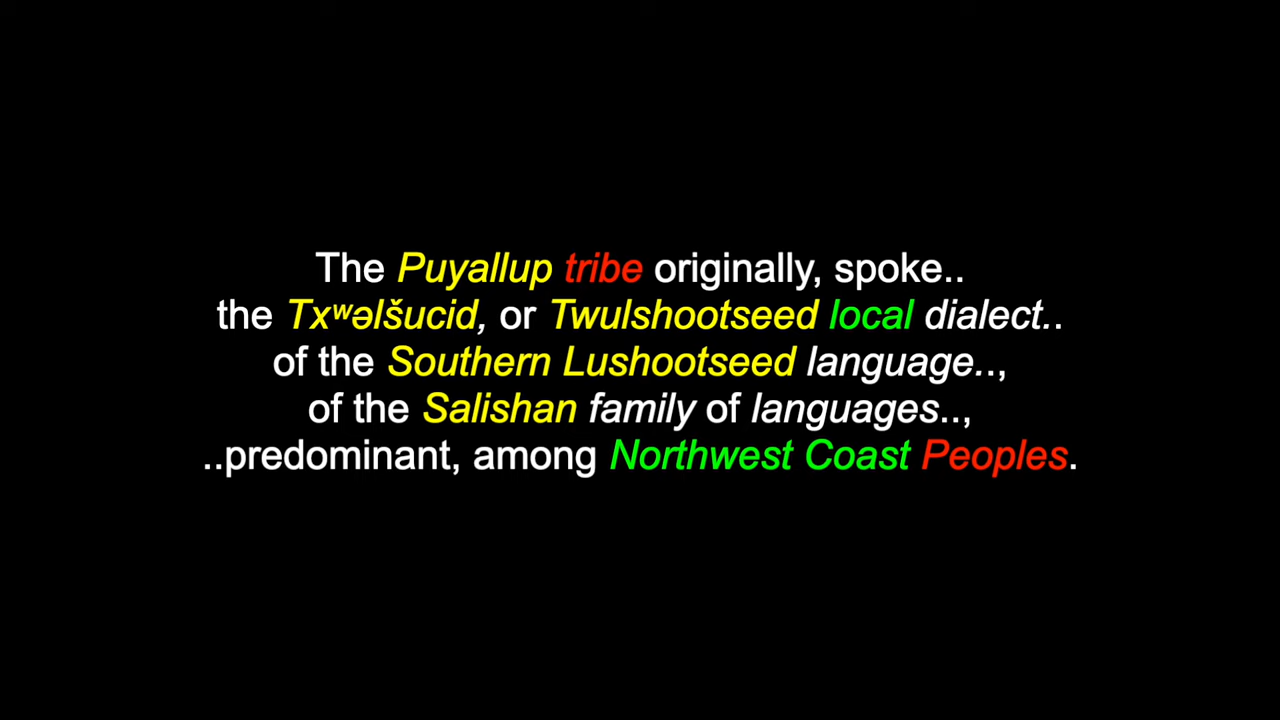 The Puyallup tribe originally, spoke..
the Txʷəlšucid, or Twulshootseed local dialect..
of the Southern Lushootseed language..,
of the Salishan family of languages..,
..predominant, among Northwest Coast Peoples.